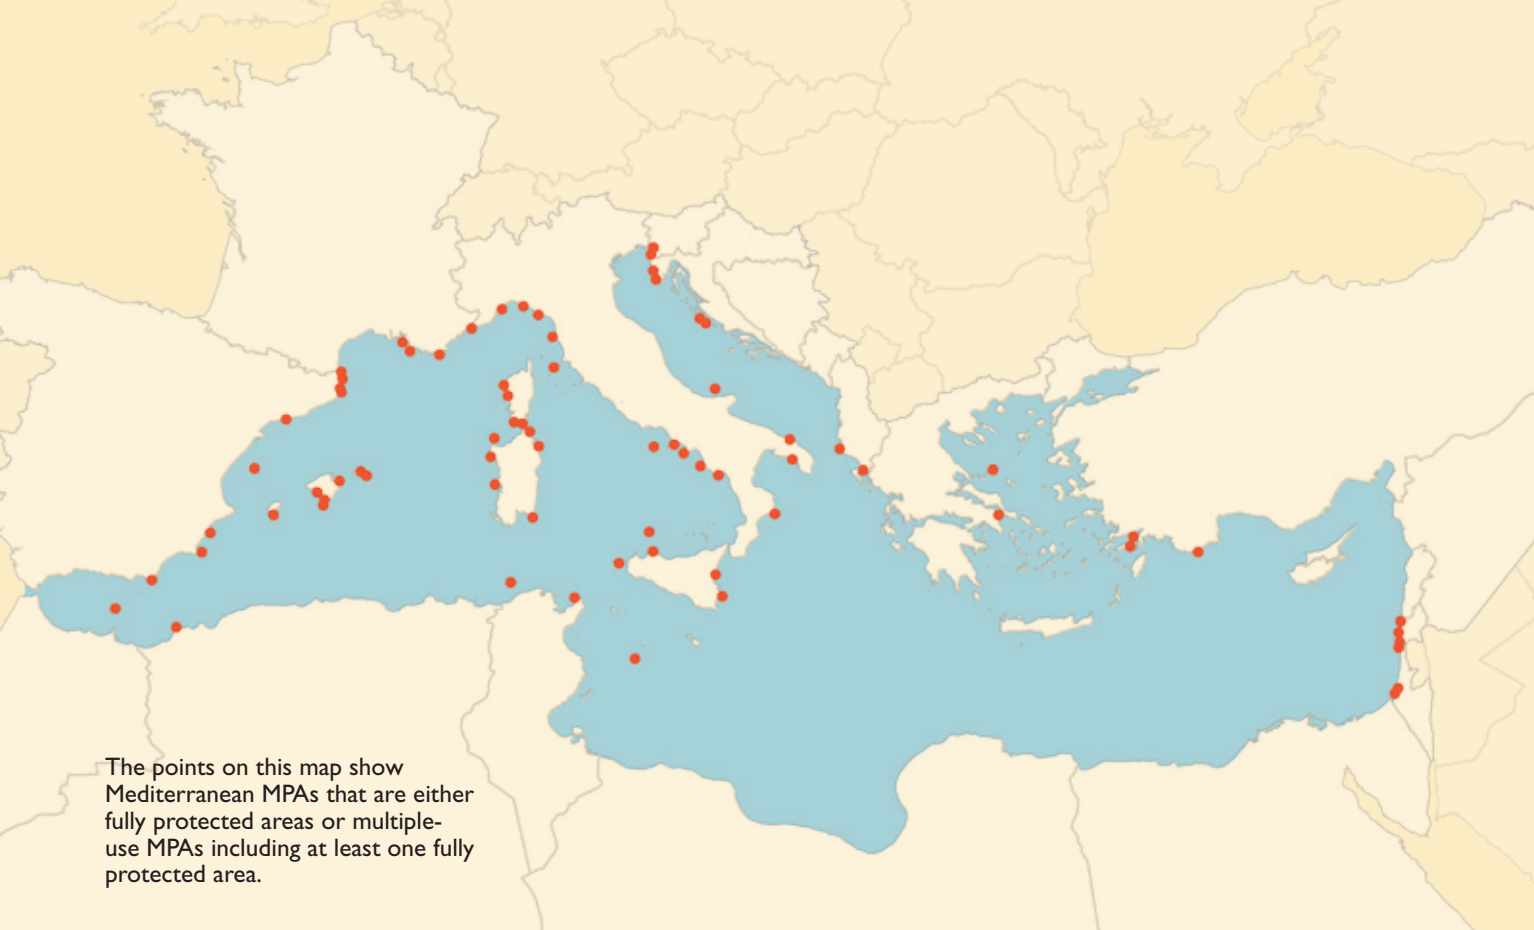 The points on this map show
Mediterranean MPAs that are either
fully protected areas or multiple-
use MPAs including at least one fully
protected area.